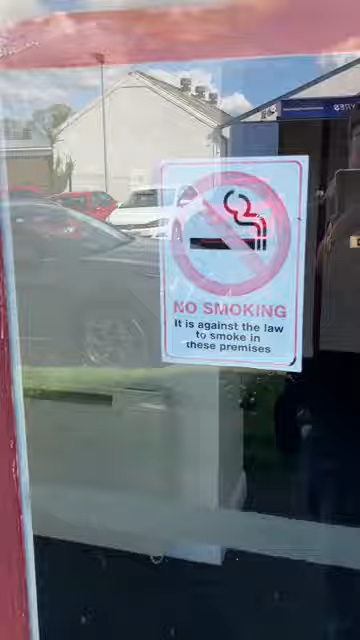 NO SMOKING
It is against the law
to smoke in
these premises